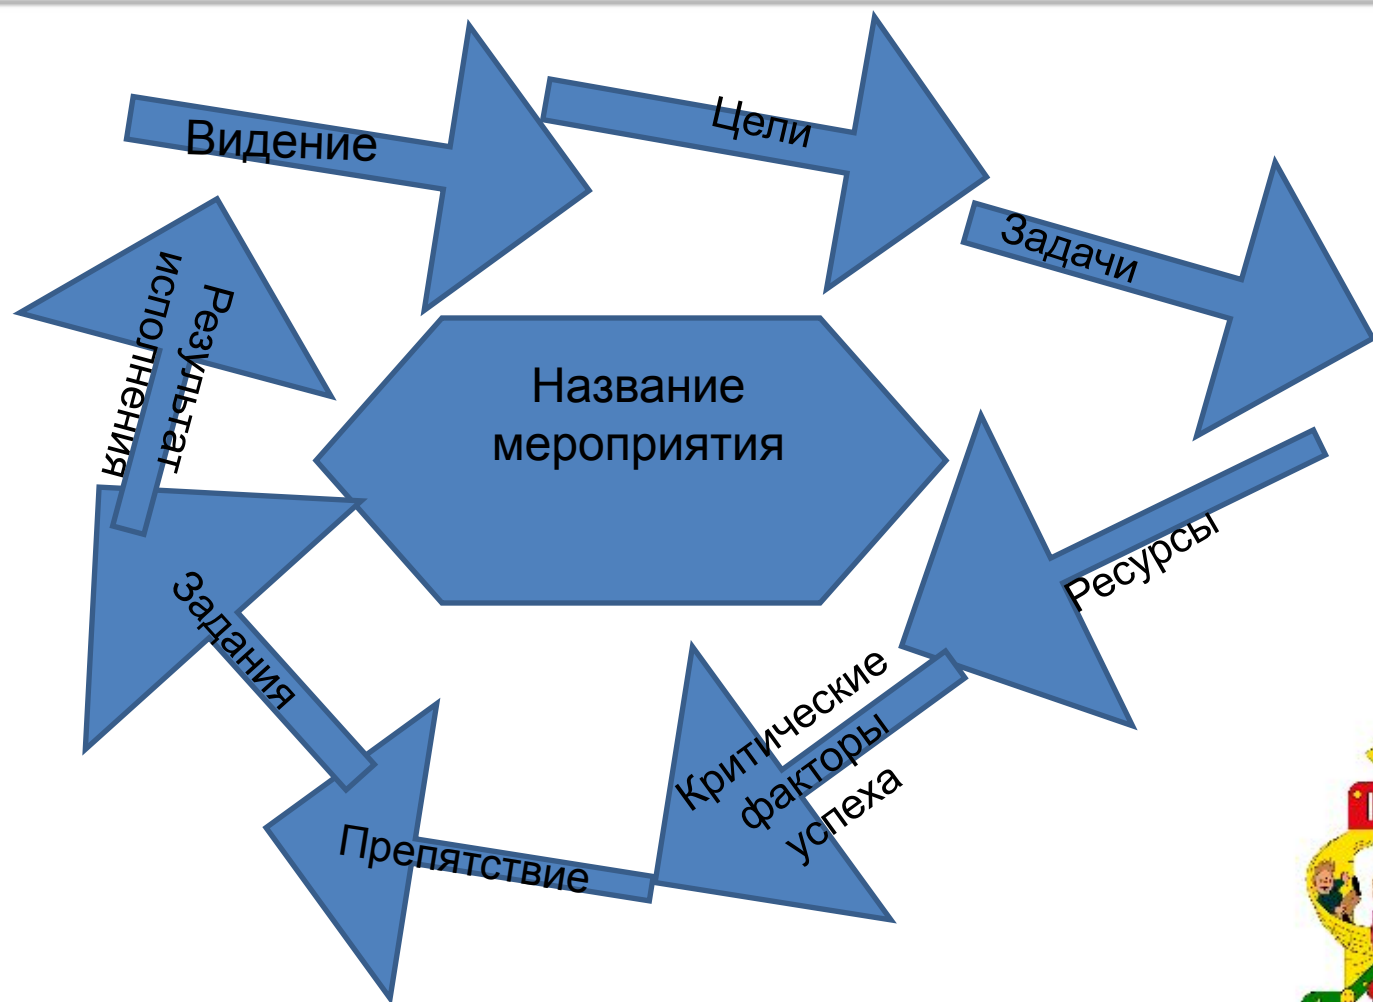 Видение
Цели
Задачи
Название
мероприятия
Ресурсы
Критические
факторы
успеха
Препятствие
Задания
Результат
исполнения